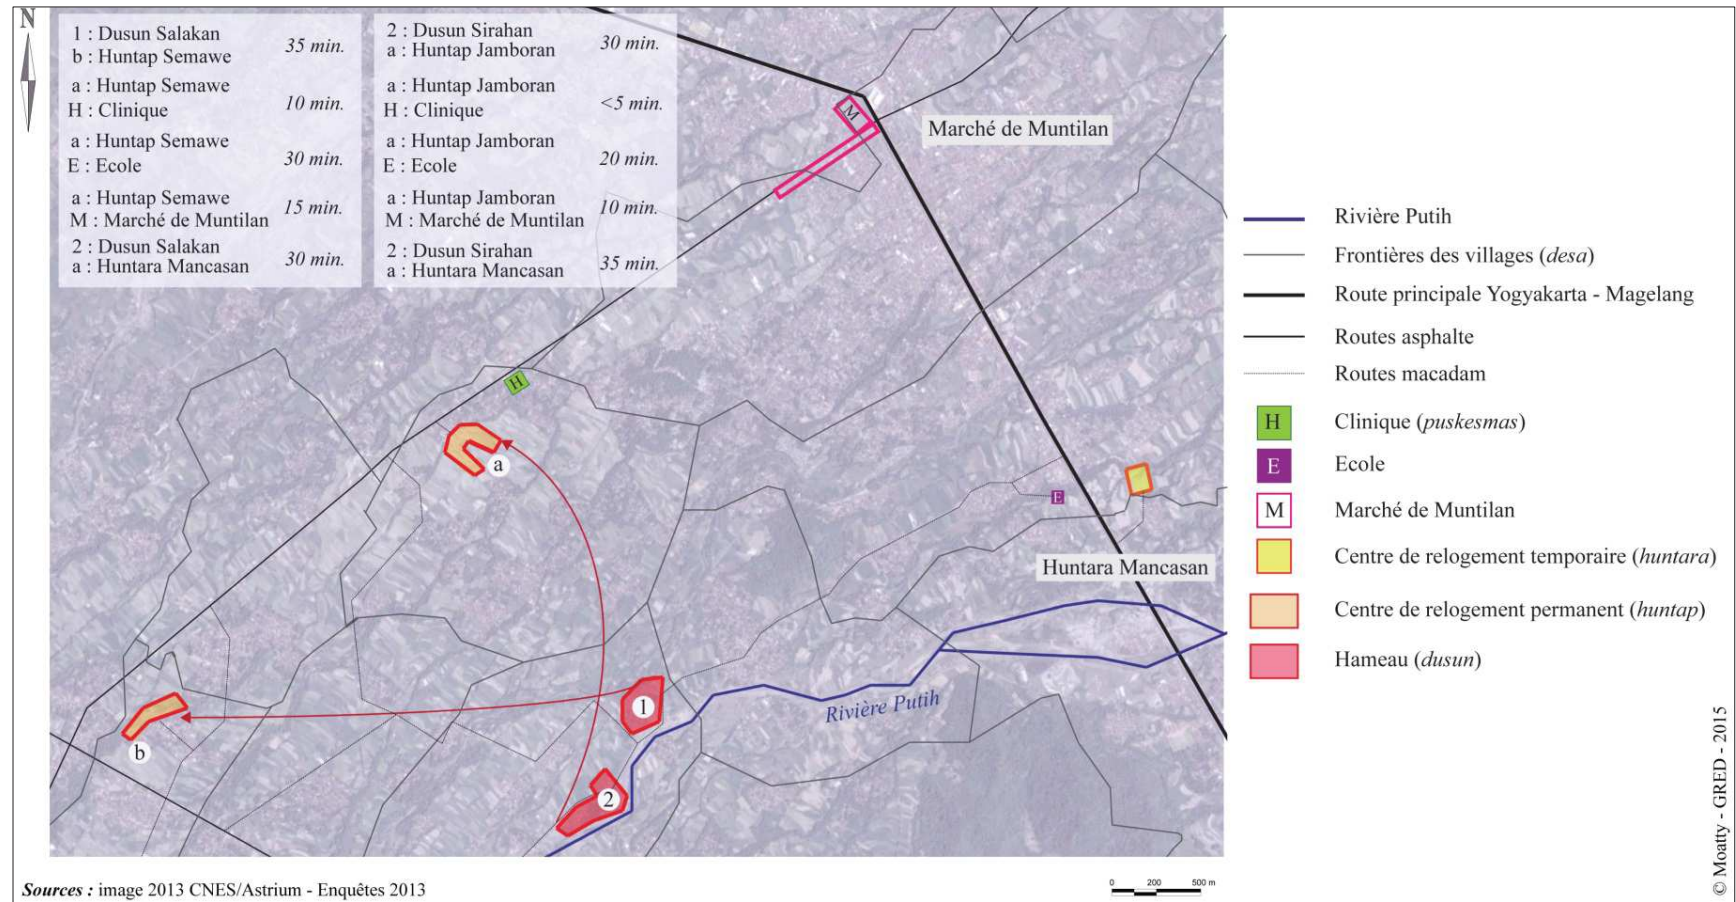 N
1 : Dusun Salakan
b : Huntap Semawe
35 min.
a : Huntap Semawe
H : Clinique
10 min.
a : Huntap Semawe
E : Ecole
30 min.
a : Huntap Semawe
M : Marché de Muntilan
15 min.
2 : Dusun Salakan
a : Huntara Mancasan
30 min.
2 : Dusun Sirahan
a : Huntap Jamboran
30 min.
a : Huntap Jamboran
H : Clinique
<5 min.
a : Huntap Jamboran
E : Ecole
20 min.
a : Huntap Jamboran
M : Marché de Muntilan
10 min.
2 : Dusun Sirahan
a : Huntara Mancasan
35 min.
M
Marché de Muntilan
H
a
E
Huntara Mancasan
1
Rivière Putih
b
2
Rivière Putih
Frontières des villages (desa)
Route principale Yogyakarta - Magelang
Routes asphalte
Routes macadam
H
Clinique (puskesmas)
E
Ecole
M
Marché de Muntilan
Centre de relogement temporaire (huntara)
Centre de relogement permanent (huntap)
Hameau (dusun)
Sources : image 2013 CNES/Astrium - Enquêtes 2013
0 200 500 m
© Moatty - GRED - 2015